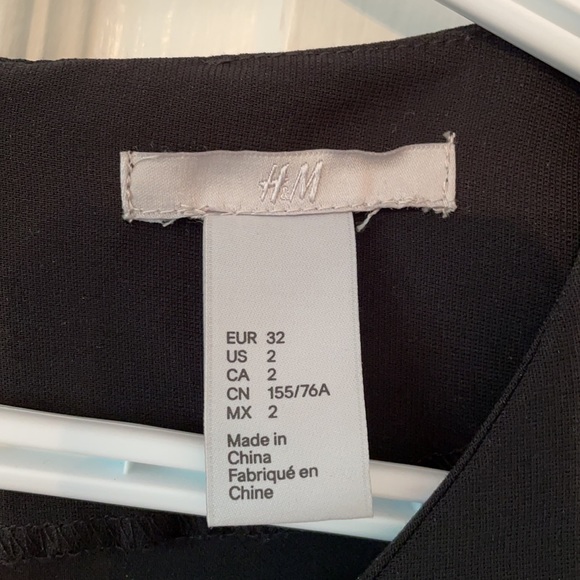 H&M
EUR 32
US 2
CA 2
CN 155/76A
MX 2
Made in
China
Fabriqué en
Chine